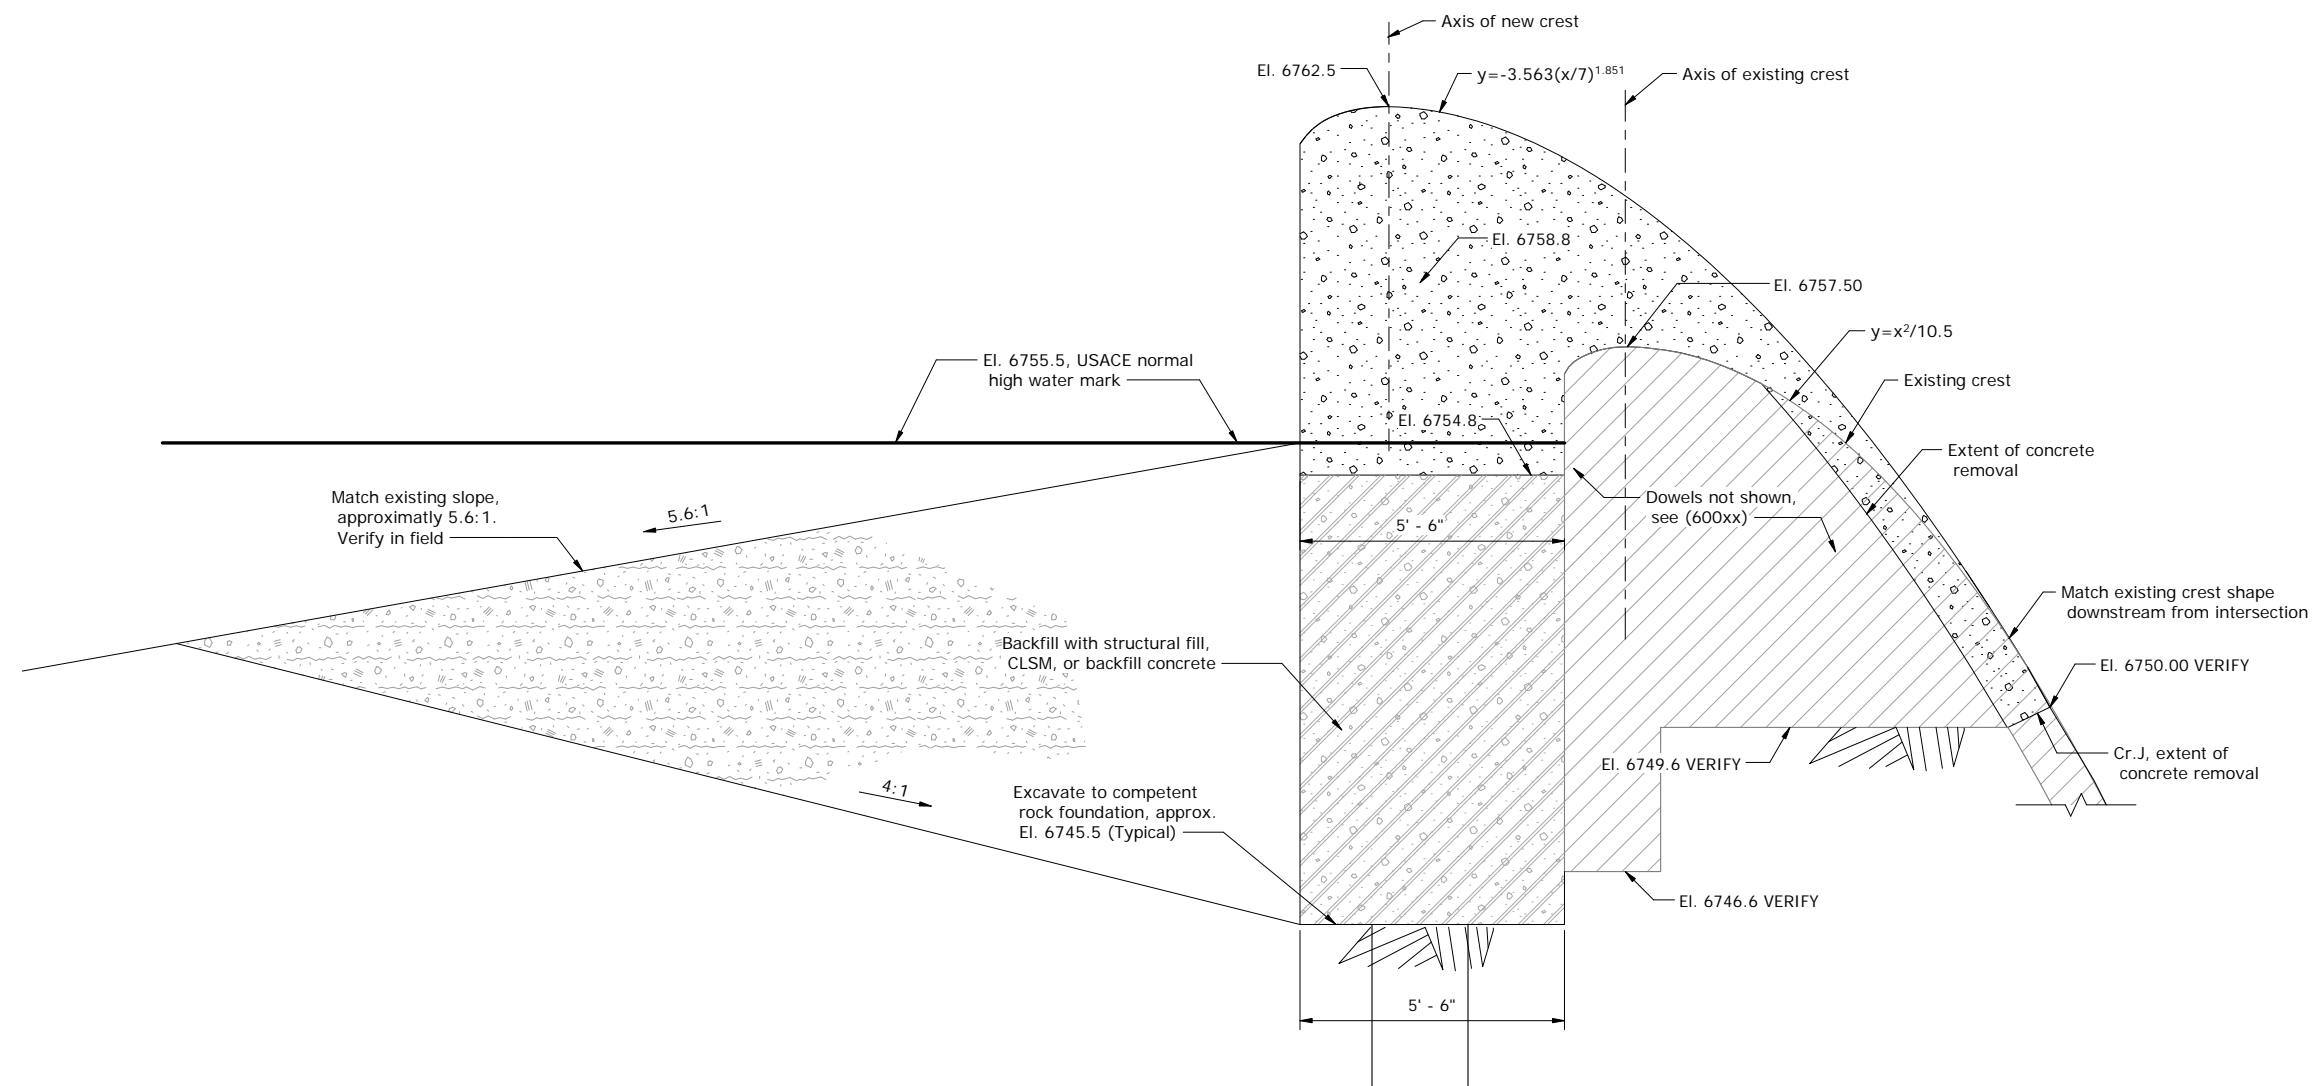 Axis of new crest
El. 6762.5
y=-3.563(x/7)^1.851
Axis of existing crest
El. 6758.8
El. 6757.50
y=x²/10.5
El. 6755.5, USACE normal
high water mark
Existing crest
El. 6754.8
Extent of concrete
removal
Match existing slope,
approximatly 5.6:1.
Verify in field
5.6:1
5' - 6"
Dowels not shown,
see (600xx)
Match existing crest shape
downstream from intersection
Backfill with structural fill,
CLSM, or backfill concrete
El. 6750.00 VERIFY
El. 6749.6 VERIFY
Cr.J, extent of
concrete removal
4:1
Excavate to competent
rock foundation, approx.
El. 6745.5 (Typical)
El. 6746.6 VERIFY
5' - 6"